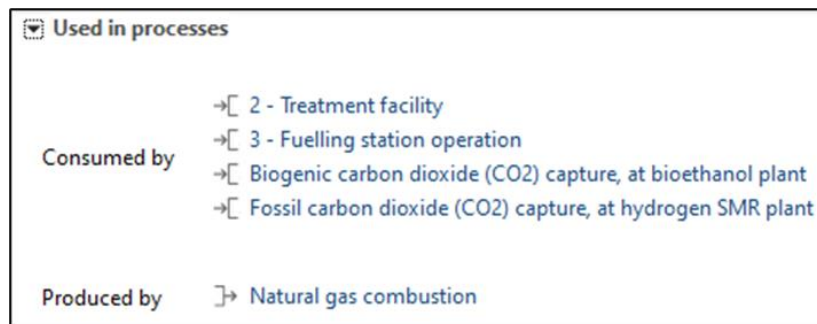 Used in processes
2 - Treatment facility
3 - Fuelling station operation
Consumed by
Biogenic carbon dioxide (CO2) capture, at bioethanol plant
Fossil carbon dioxide (CO2) capture, at hydrogen SMR plant
Produced by Natural gas combustion